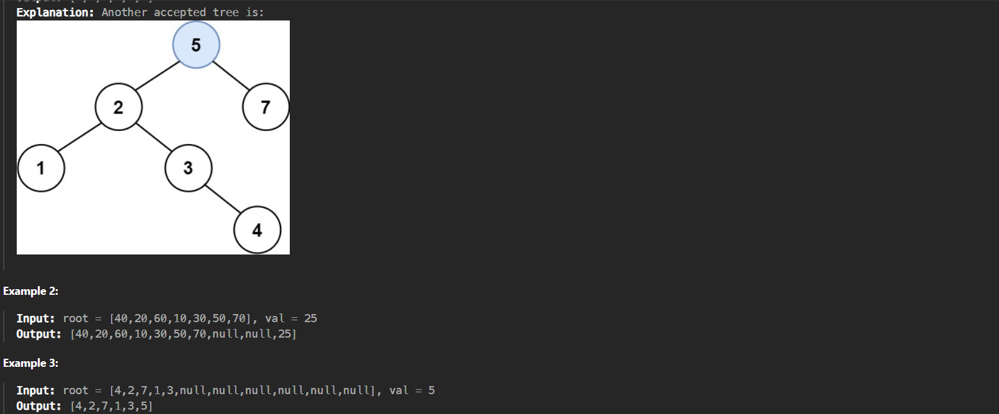 Explanation: Another accepted tree is:
5
2
7
1
3
4
Example 2:
Input: root = [40,20,60,10,30,50,70], val = 25
Output: [40,20,60,10,30,50,70,null,null,25]
Example 3:
Input: root = [4,2,7,1,3,null,null,null,null,null,null], val = 5
Output: [4,2,7,1,3,5]